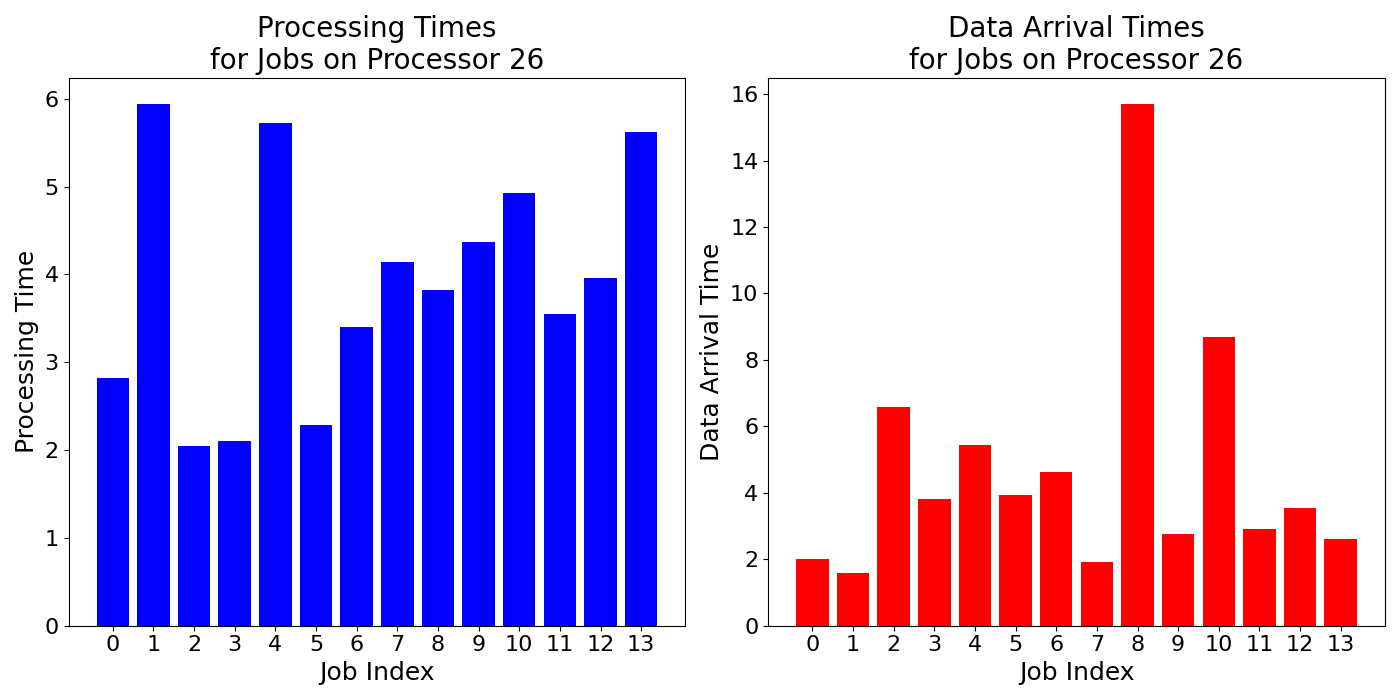 Processing Times
for Jobs on Processor 26
Processing Time
6
5
4
3
2
1
0
0 1 2 3 4 5 6 7 8 9 10 11 12 13
Job Index
Data Arrival Times
for Jobs on Processor 26
Data Arrival Time
16
14
12
10
8
6
4
2
0
0 1 2 3 4 5 6 7 8 9 10 11 12 13
Job Index